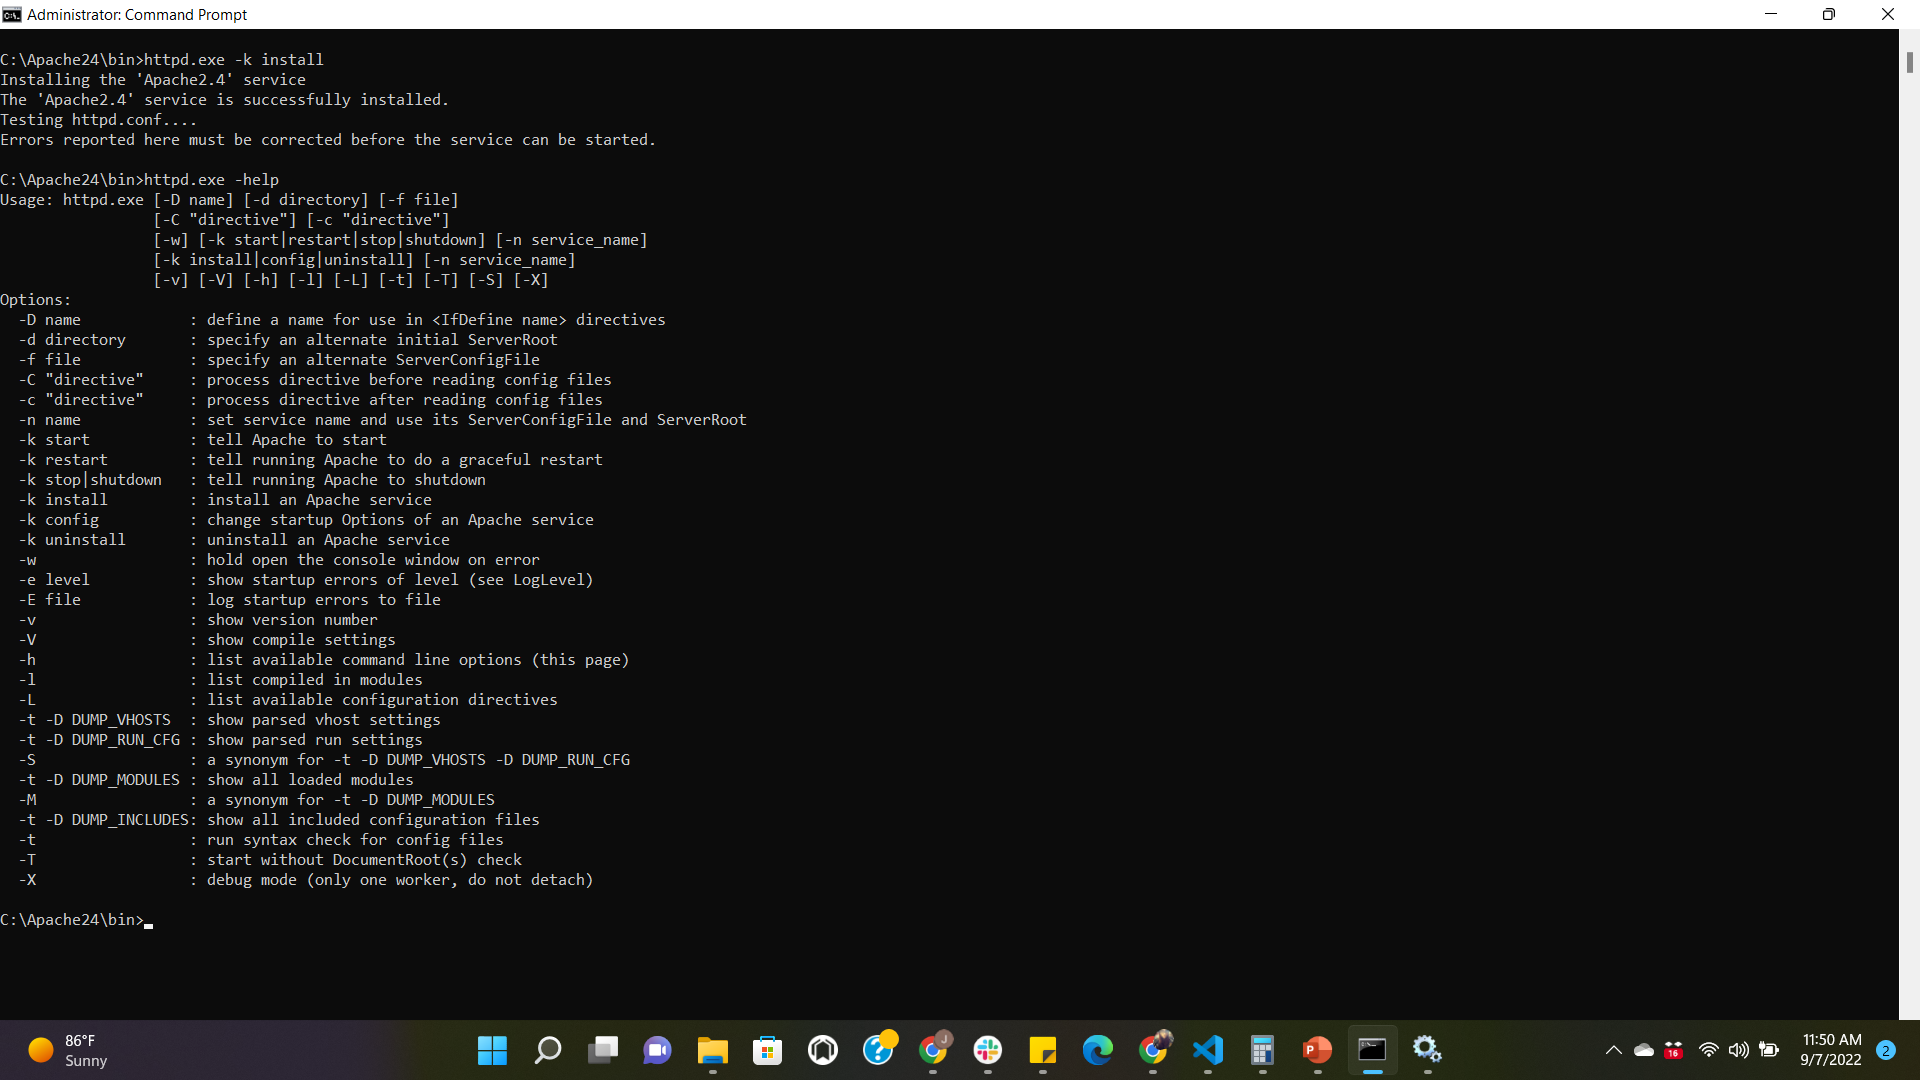 Administrator: Command Prompt
C:\Apache24\bin>httpd.exe -k install
Installing the 'Apache2.4' service
The 'Apache2.4' service is successfully installed.
Testing httpd.conf....
Errors reported here must be corrected before the service can be started.
C:\Apache24\bin>httpd.exe -help
Usage: httpd.exe [-D name] [-d directory] [-f file]
[-C "directive"] [-c "directive"]
[-w] [-k start|restart|stop|shutdown] [-n service_name]
[-k install|config|uninstall] [-n service_name]
[-v] [-V] [-h] [-l] [-L] [-t] [-T] [-S] [-X]
Options:
-D name : define a name for use in <IfDefine name> directives
-d directory : specify an alternate initial ServerRoot
-f file : specify an alternate ServerConfigFile
-C "directive" : process directive before reading config files
-c "directive" : process directive after reading config files
-n name : set service name and use its ServerConfigFile and ServerRoot
-k start : tell Apache to start
-k restart : tell running Apache to do a graceful restart
-k stop|shutdown : tell running Apache to shutdown
-k install : install an Apache service
-k config : change startup Options of an Apache service
-k uninstall : uninstall an Apache service
-w : hold open the console window on error
-e level : show startup errors of level (see LogLevel)
-E file : log startup errors to file
-v : show version number
-V : show compile settings
-h : list available command line options (this page)
-l : list compiled in modules
-L : list available configuration directives
-t -D DUMP_VHOSTS : show parsed vhost settings
-t -D DUMP_RUN_CFG : show parsed run settings
-S : a synonym for -t -D DUMP_VHOSTS -D DUMP_RUN_CFG
-t -D DUMP_MODULES : show all loaded modules
-M : a synonym for -t -D DUMP_MODULES
-t -D DUMP_INCLUDES: show all included configuration files
-t : run syntax check for config files
-T : start without DocumentRoot(s) check
-X : debug mode (only one worker, do not detach)
C:\Apache24\bin>
86°F
Sunny
J
P
16
11:50 AM
9/7/2022
2